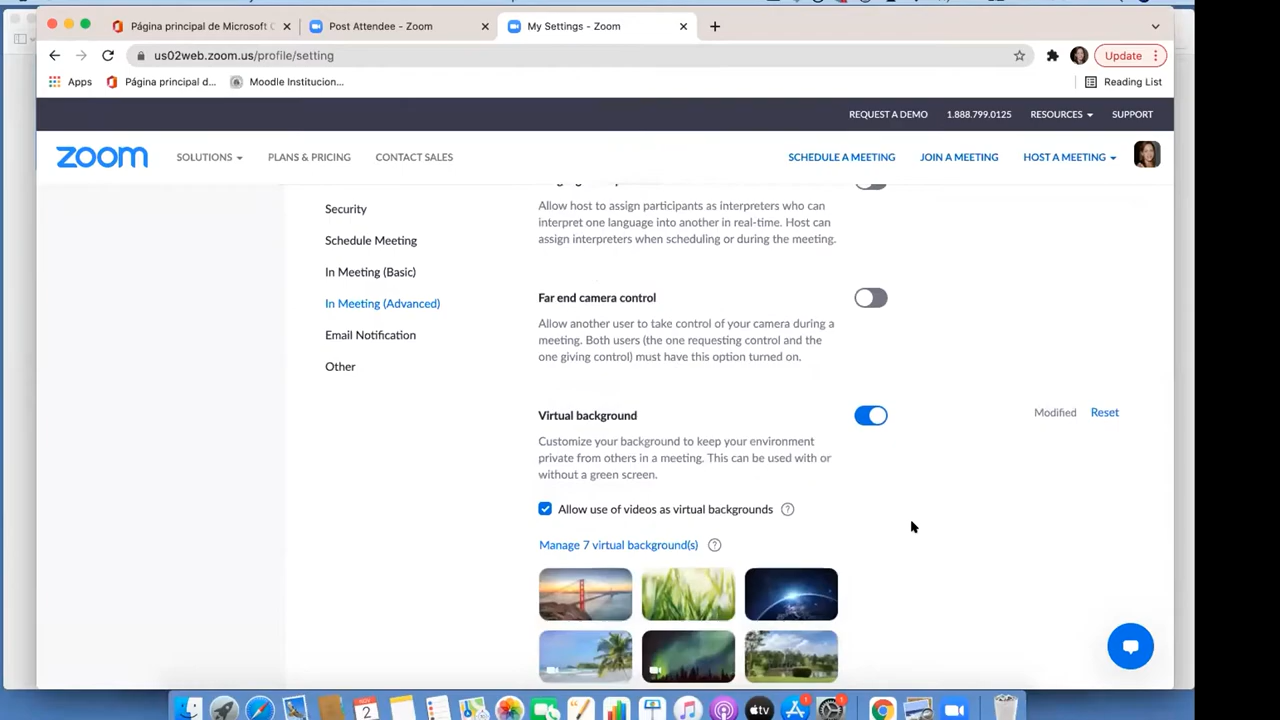 Página principal de Microsoft
Post Attendee - Zoom
My Settings - Zoom
us02web.zoom.us/profile/setting
Update
Apps
Página principal d...
Moodle Institucion...
Reading List
REQUEST A DEMO 1.888.799.0125 RESOURCES SUPPORT
zoom
SOLUTIONS PLANS & PRICING CONTACT SALES
SCHEDULE A MEETING JOIN A MEETING HOST A MEETING
Security
Schedule Meeting
In Meeting (Basic)
In Meeting (Advanced)
Email Notification
Other
Allow host to assign participants as interpreters who can
interpret one language into another in real-time. Host can
assign interpreters when scheduling or during the meeting.
Far end camera control
Allow another user to take control of your camera during a
meeting. Both users (the one requesting control and the
one giving control) must have this option turned on.
Virtual background
Modified Reset
Customize your background to keep your environment
private from others in a meeting. This can be used with or
without a green screen.
Allow use of videos as virtual backgrounds ?
Manage 7 virtual background(s) ?
NOV
2
tv
1
1